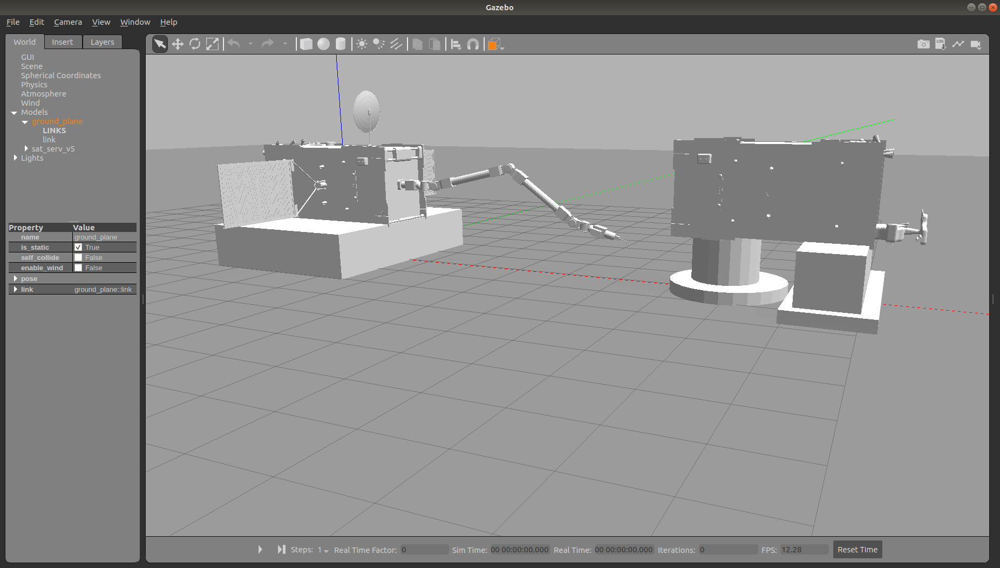 Gazebo
File Edit Camera View Window Help
World Insert Layers
GUI
Scene
Spherical Coordinates
Physics
Atmosphere
Wind
Models
ground_plane
LINKS
link
sat_serv_v5
Lights
Property Value
name ground_plane
is_static True
self_collide False
enable_wind False
pose
link ground_plane::link
LOG
Steps: 1 Real Time Factor: 0 Sim Time: 00 00:00:00.000 Real Time: 00 00:00:00.000 Iterations: 0 FPS: 12.28 Reset Time